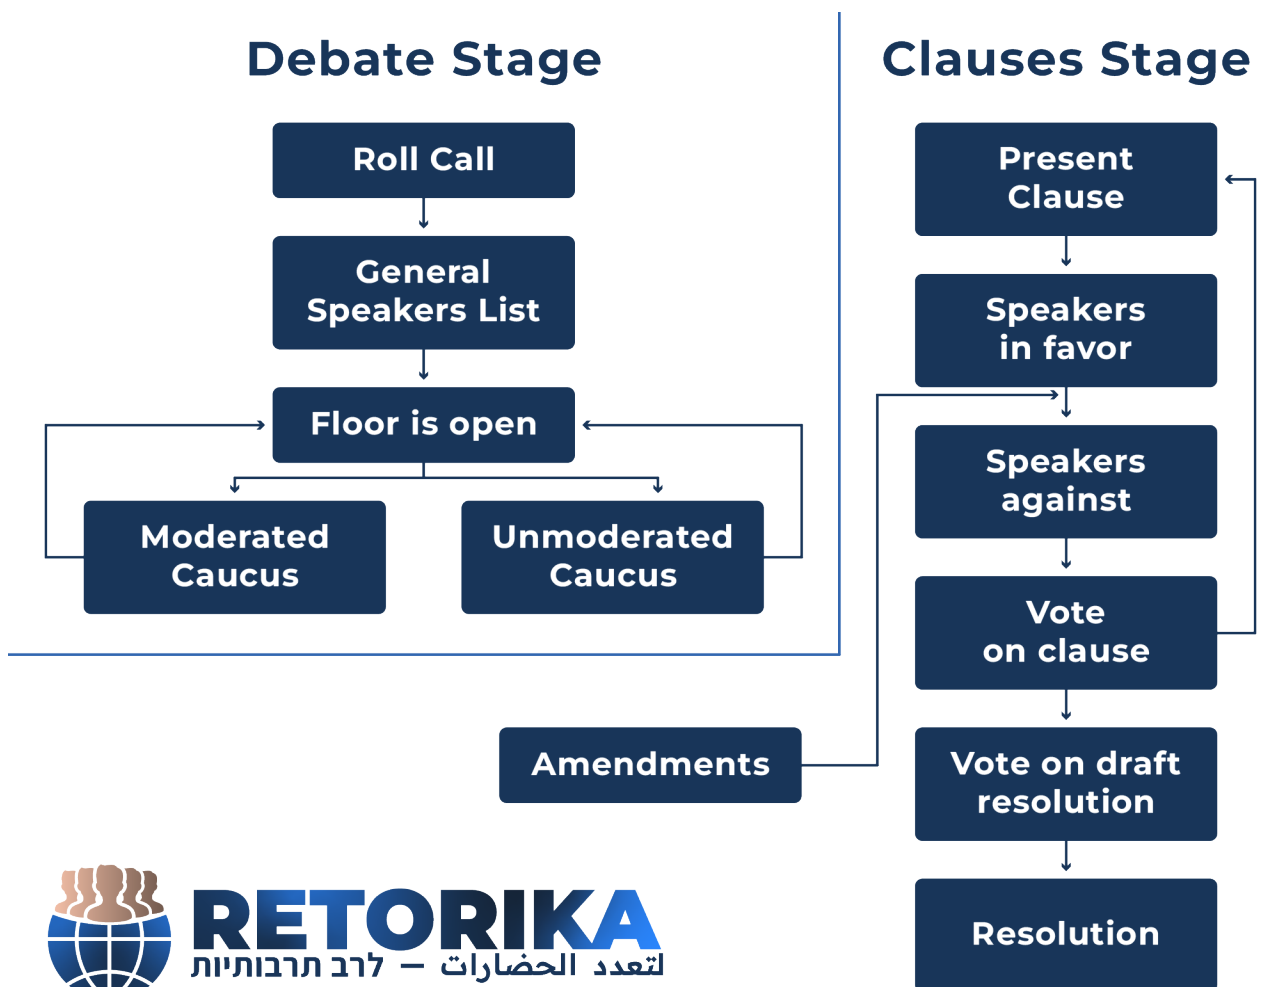 Debate Stage
Roll Call
General
Speakers List
Floor is open
Moderated
Caucus
Unmoderated
Caucus
Clauses Stage
Present
Clause
Speakers
in favor
Speakers
against
Vote
on clause
Amendments
Vote on draft
resolution
Resolution
RETORIKA
לרב תרבותיות – لتعدد الحضارات